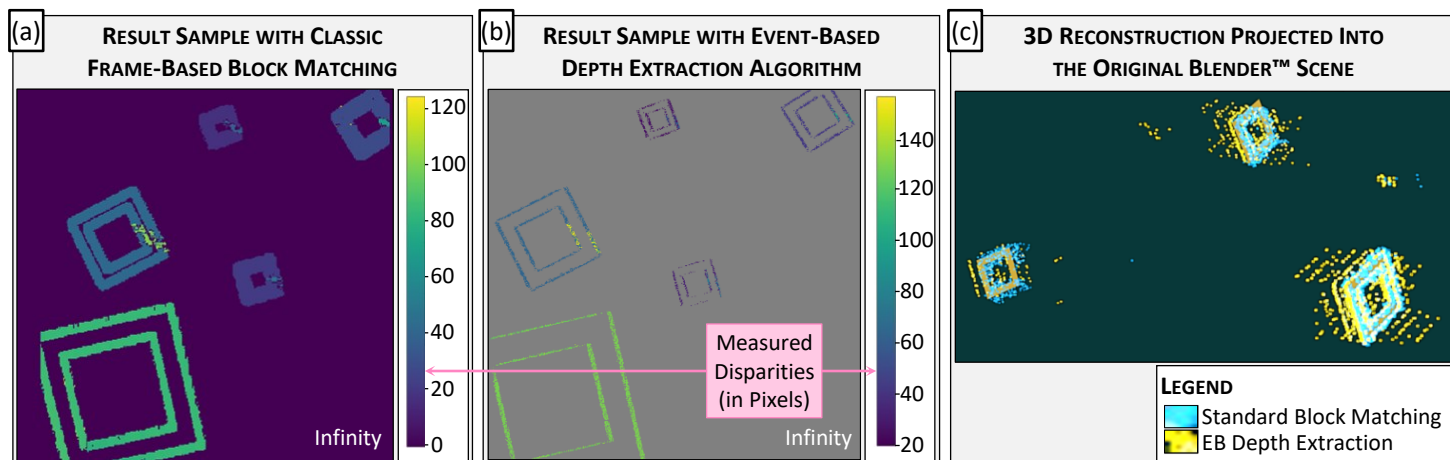 (a)
RESULT SAMPLE WITH CLASSIC
FRAME-BASED BLOCK MATCHING
120
100
80
60
40
20
0
Infinity
(b)
RESULT SAMPLE WITH EVENT-BASED
DEPTH EXTRACTION ALGORITHM
140
120
100
80
60
40
20
Measured
Disparities
(in Pixels)
Infinity
(c)
3D RECONSTRUCTION PROJECTED INTO
THE ORIGINAL BLENDER™ SCENE
LEGEND
Standard Block Matching
EB Depth Extraction